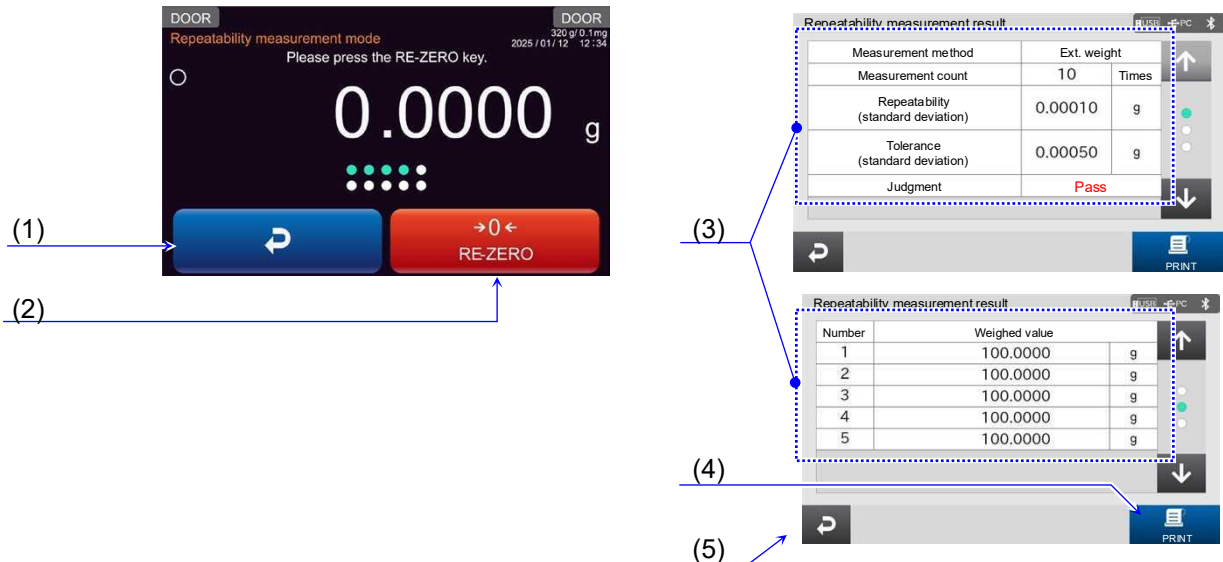 DOOR
DOOR
Repeatability measurement mode
320 g/ 0.1mg
2025 / 01/ 12 12:34
Please press the RE-ZERO key.
0.0000 g
→0←
RE-ZERO
(1)
(2)
Repeatability measurement result
USB PC
Measurement method Ext. weight
Measurement count 10 Times
Repeatability
(standard deviation) 0.00010 g
Tolerance
(standard deviation) 0.00050 g
Judgment Pass
PRINT
(3)
Repeatability measurement result
USB PC
Number Weighed value
1 100.0000 g
2 100.0000 g
3 100.0000 g
4 100.0000 g
5 100.0000 g
PRINT
(4)
(5)